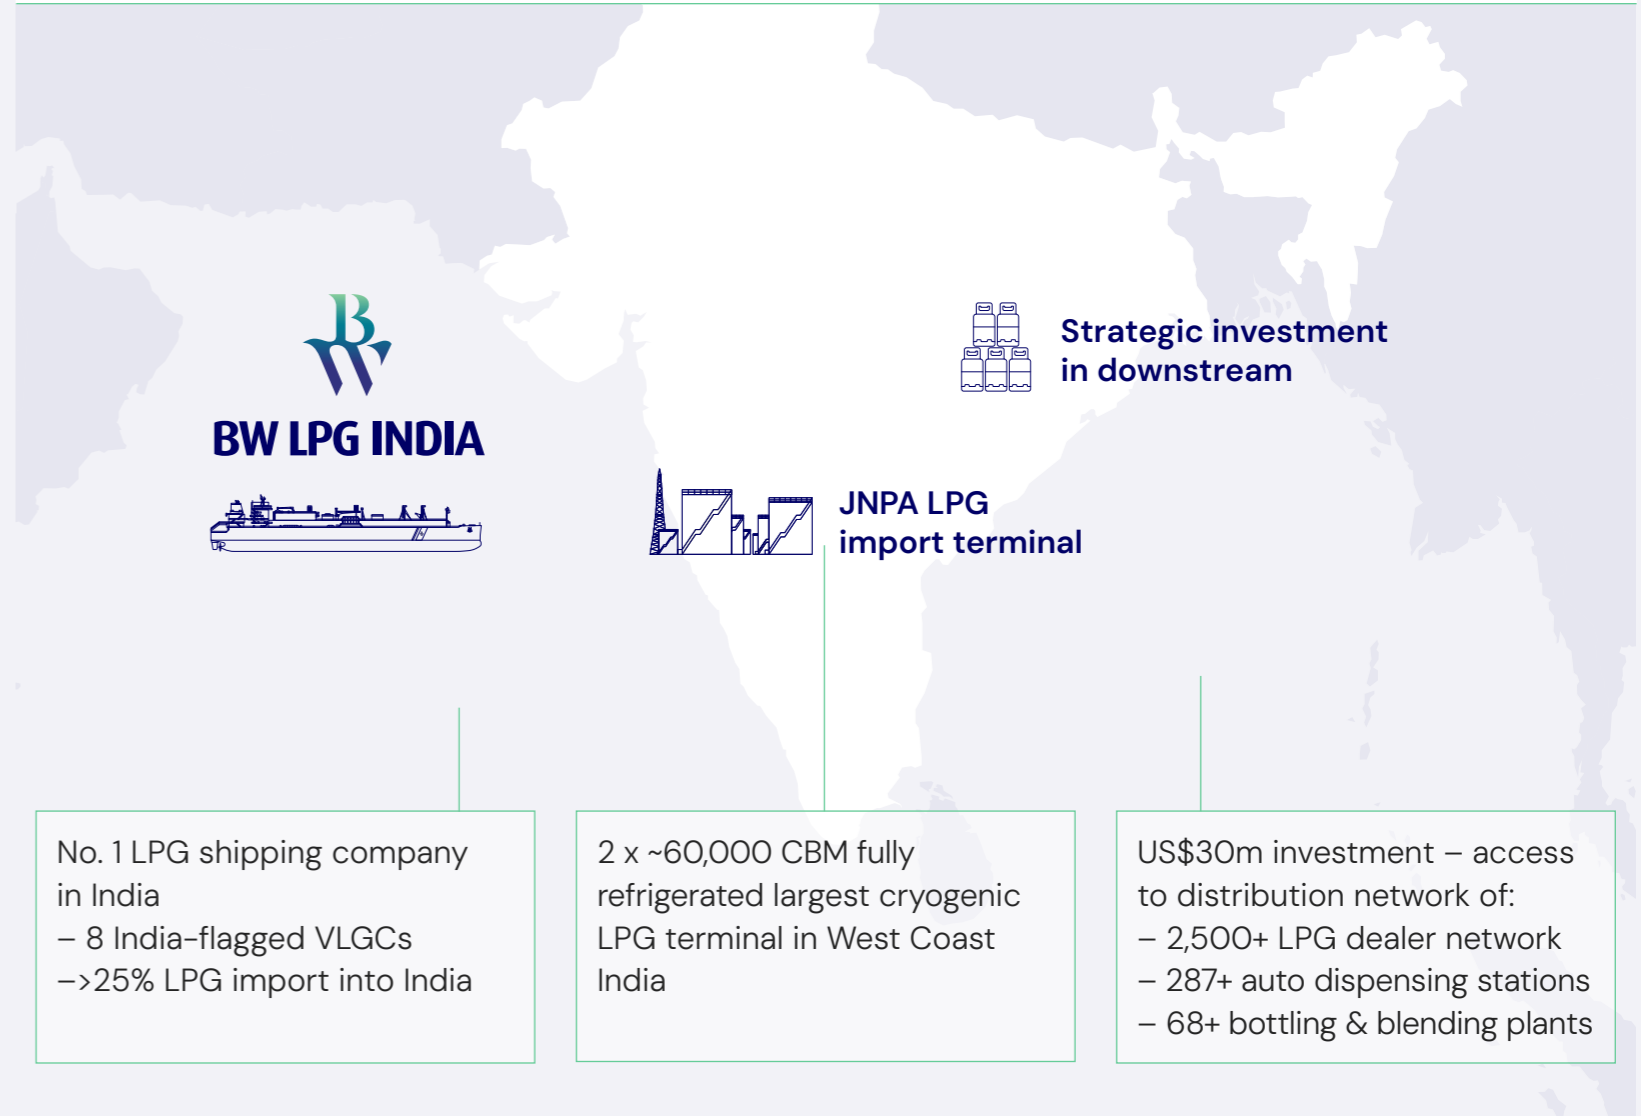 BW
BW LPG INDIA
Strategic investment
in downstream
JNPA LPG
import terminal
No. 1 LPG shipping company
in India
– 8 India-flagged VLGCs
–>25% LPG import into India
2 x ~60,000 CBM fully
refrigerated largest cryogenic
LPG terminal in West Coast
India
US$30m investment – access
to distribution network of:
– 2,500+ LPG dealer network
– 287+ auto dispensing stations
– 68+ bottling & blending plants